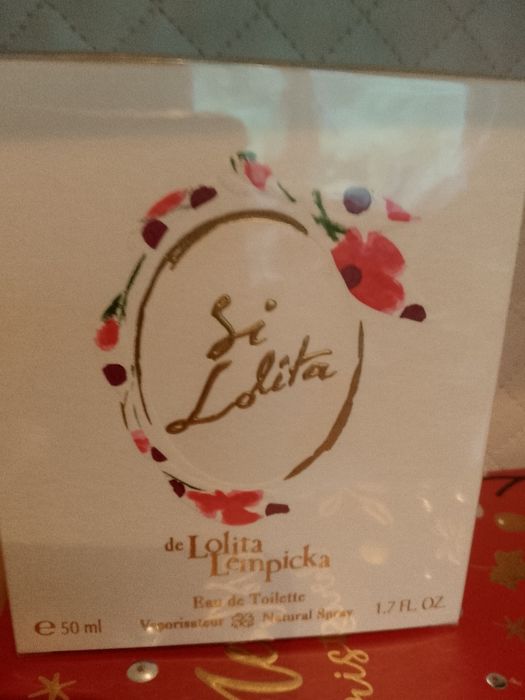 Si
Lolita
de Lolita
Lempicka
Eau de Toilette
℮ 50 ml Vaporisateur Natural Spray 1.7 FL. OZ.